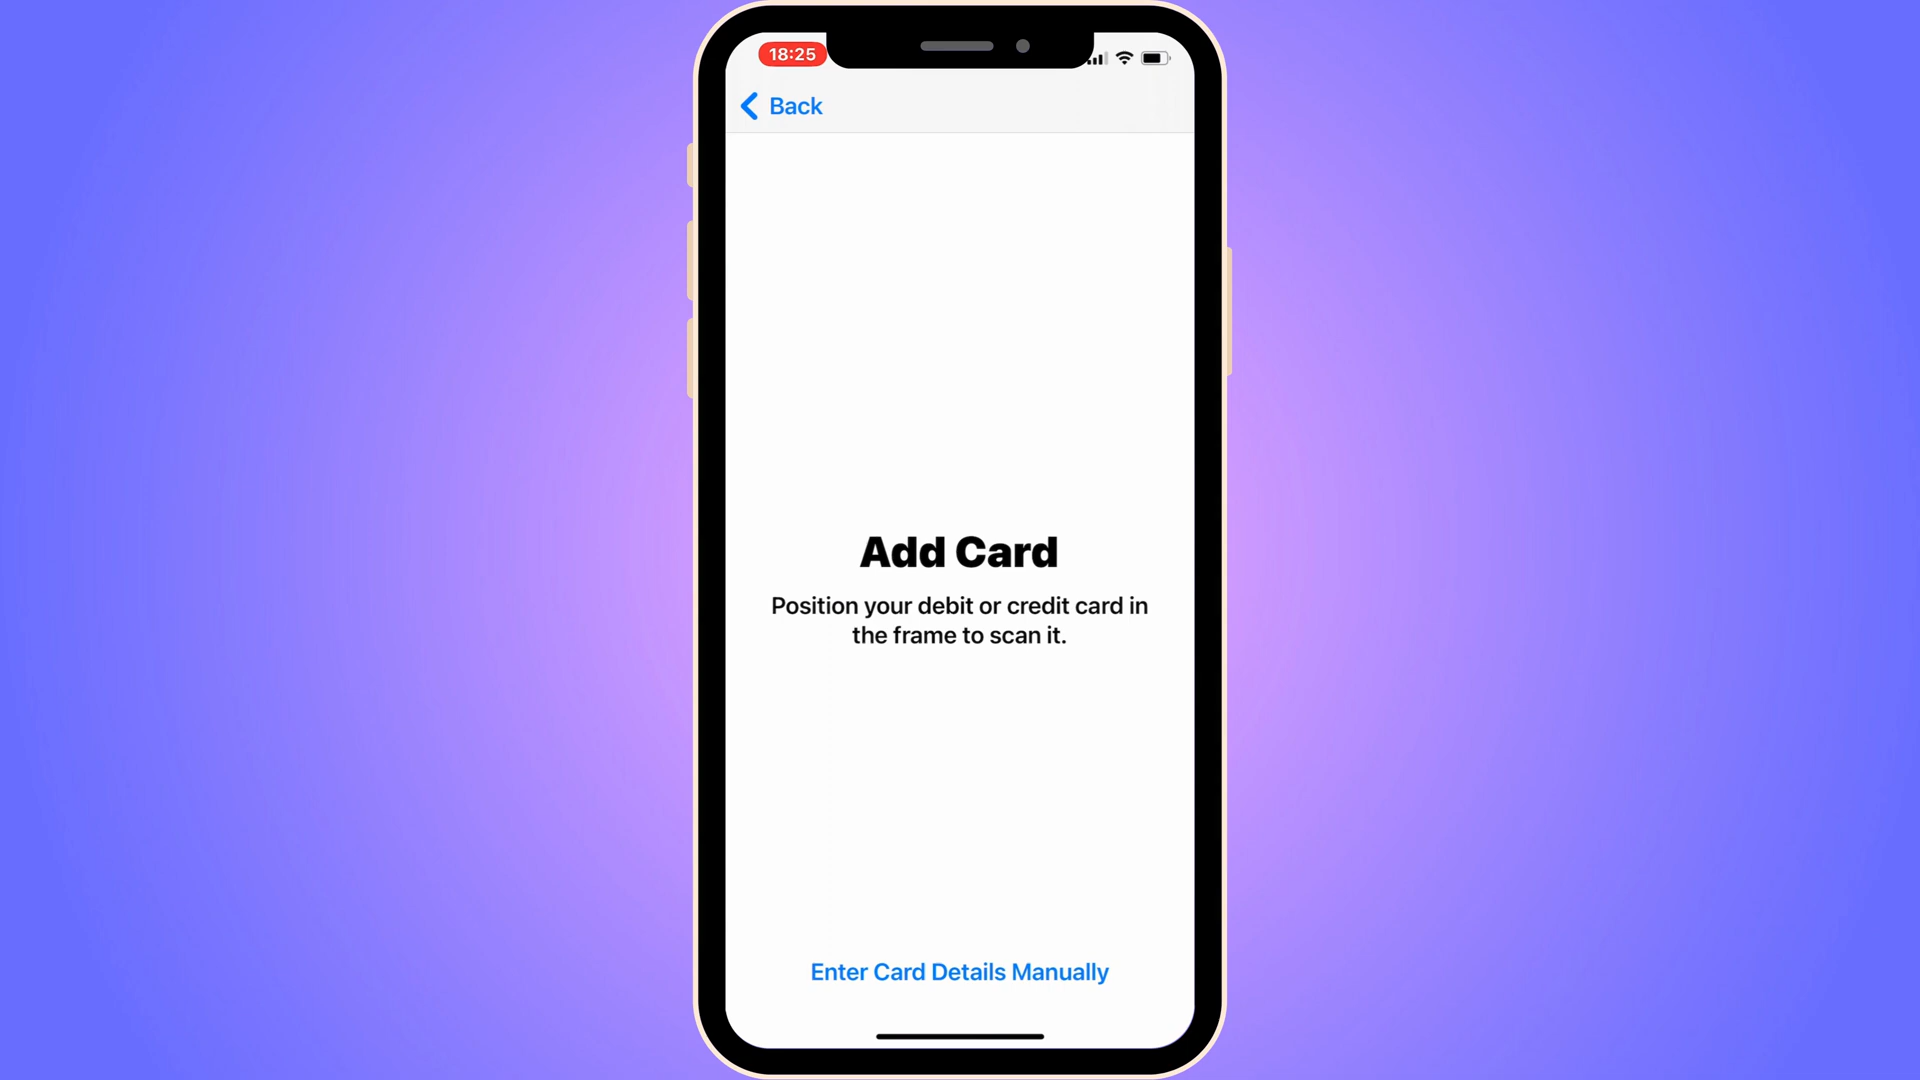 18:25
Back
Add Card
Position your debit or credit card in
the frame to scan it.
Enter Card Details Manually